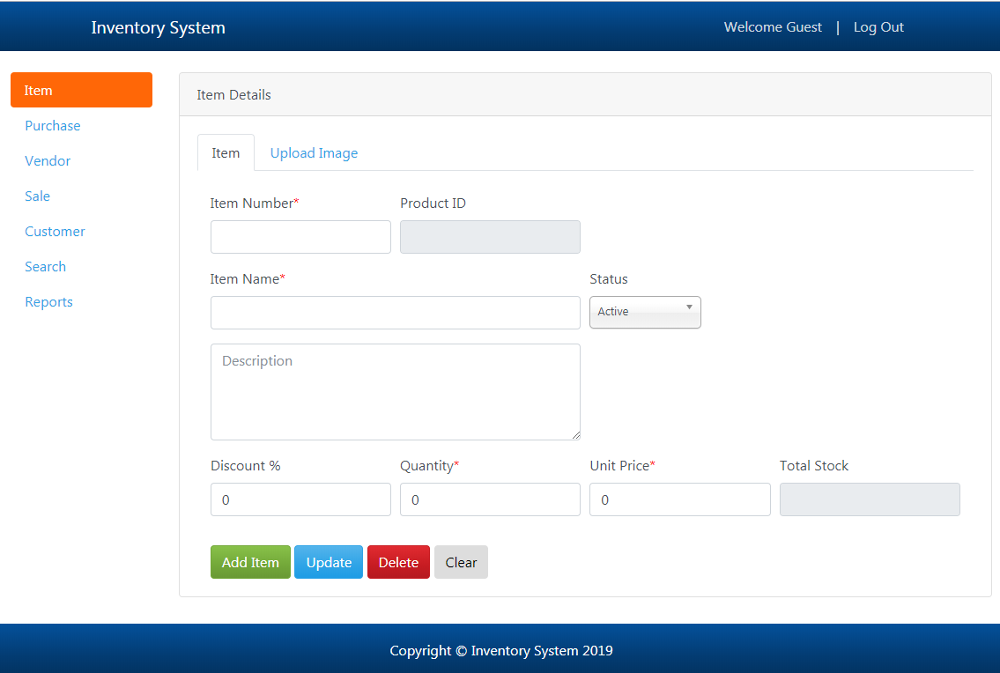 Inventory System
Welcome Guest | Log Out
Item
Purchase
Vendor
Sale
Customer
Search
Reports
Item Details
Item Upload Image
Item Number* Product ID
Item Name* Status
Active
Description
Discount % Quantity* Unit Price* Total Stock
0 0 0
Add Item Update Delete Clear
Copyright © Inventory System 2019